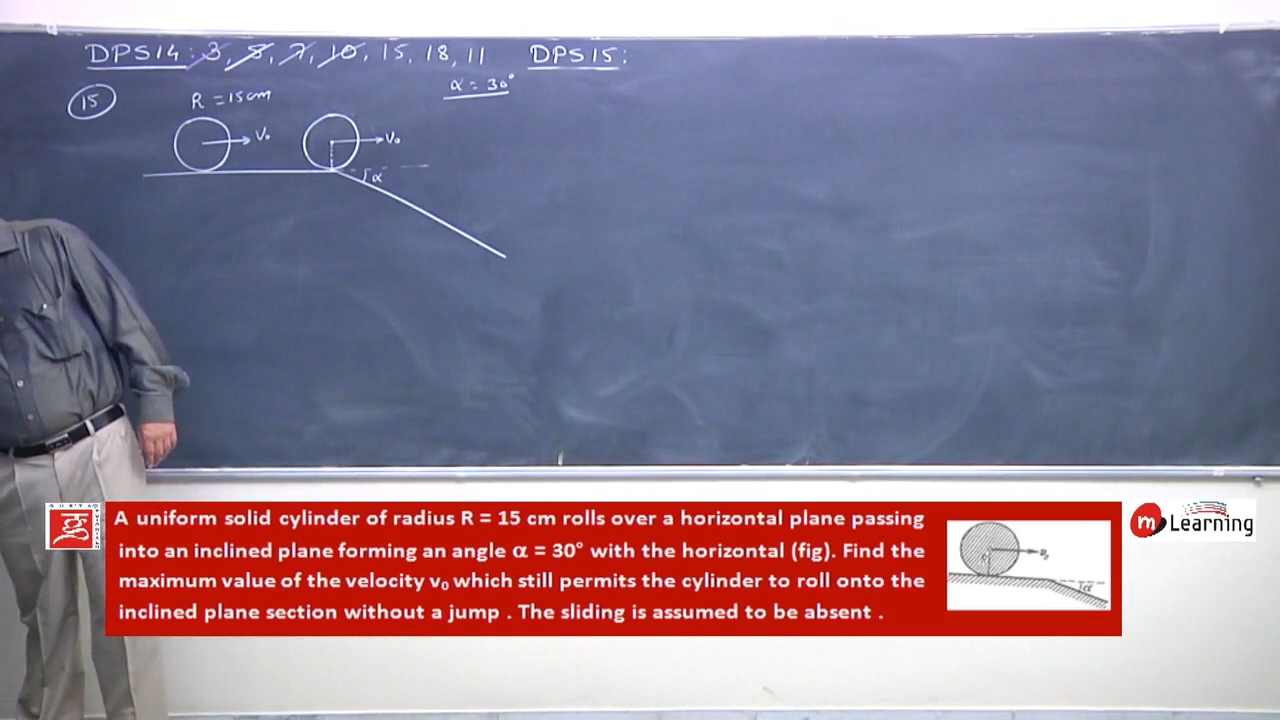 DPS14: 3, 8, 7, 10, 15, 18, 11 DPS15:
α = 30°
15 R = 15cm
V₀ V₀
α
A uniform solid cylinder of radius R = 15 cm rolls over a horizontal plane passing
into an inclined plane forming an angle α = 30° with the horizontal (fig). Find the
maximum value of the velocity v₀ which still permits the cylinder to roll onto the
inclined plane section without a jump . The sliding is assumed to be absent .
α
m Learning